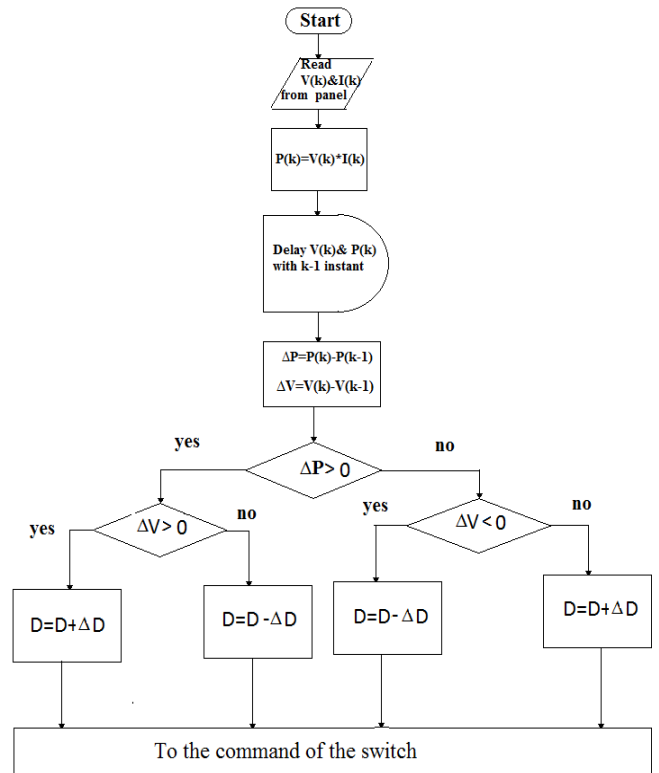 Start
Read
V(k)&I(k)
from panel
P(k)=V(k)*I(k)
Delay V(k)& P(k)
with k-1 instant
ΔP=P(k)-P(k-1)
ΔV=V(k)-V(k-1)
yes
no
ΔP> 0
yes
ΔV> 0
no
yes
ΔV< 0
no
D=D+ΔD
D=D-ΔD
D=D-ΔD
D=D+ΔD
To the command of the switch